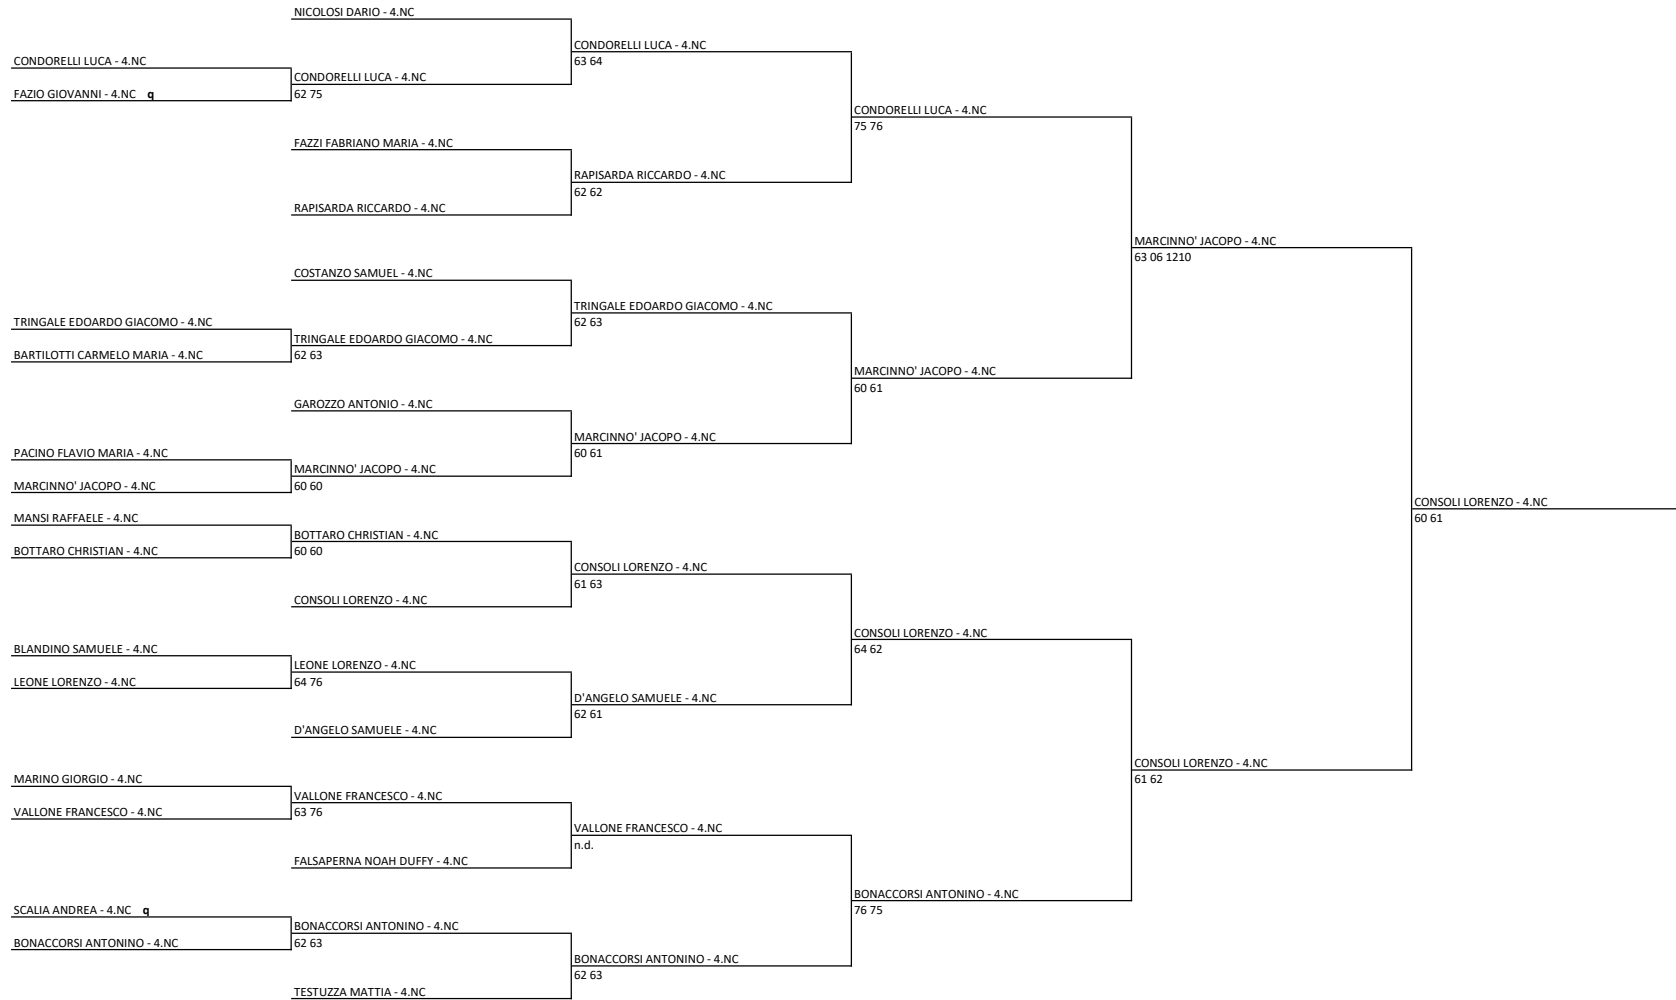 NICOLOSI DARIO - 4.NC
CONDORELLI LUCA - 4.NC
CONDORELLI LUCA - 4.NC
63 64
CONDORELLI LUCA - 4.NC
FAZIO GIOVANNI - 4.NC q
62 75
CONDORELLI LUCA - 4.NC
75 76
FAZZI FABRIANO MARIA - 4.NC
RAPISARDA RICCARDO - 4.NC
62 62
RAPISARDA RICCARDO - 4.NC
MARCINNO' JACOPO - 4.NC
63 06 1210
COSTANZO SAMUEL - 4.NC
TRINGALE EDOARDO GIACOMO - 4.NC
62 63
TRINGALE EDOARDO GIACOMO - 4.NC
TRINGALE EDOARDO GIACOMO - 4.NC
BARTILOTTI CARMELO MARIA - 4.NC
62 63
MARCINNO' JACOPO - 4.NC
60 61
GAROZZO ANTONIO - 4.NC
MARCINNO' JACOPO - 4.NC
60 61
PACINO FLAVIO MARIA - 4.NC
MARCINNO' JACOPO - 4.NC
MARCINNO' JACOPO - 4.NC
60 60
CONSOLI LORENZO - 4.NC
60 61
MANSI RAFFAELE - 4.NC
BOTTARO CHRISTIAN - 4.NC
BOTTARO CHRISTIAN - 4.NC
60 60
CONSOLI LORENZO - 4.NC
61 63
CONSOLI LORENZO - 4.NC
CONSOLI LORENZO - 4.NC
64 62
BLANDINO SAMUELE - 4.NC
LEONE LORENZO - 4.NC
LEONE LORENZO - 4.NC
64 76
D'ANGELO SAMUELE - 4.NC
62 61
D'ANGELO SAMUELE - 4.NC
CONSOLI LORENZO - 4.NC
61 62
MARINO GIORGIO - 4.NC
VALLONE FRANCESCO - 4.NC
VALLONE FRANCESCO - 4.NC
63 76
VALLONE FRANCESCO - 4.NC
n.d.
FALSAPERNA NOAH DUFFY - 4.NC
BONACCORSI ANTONINO - 4.NC
76 75
SCALIA ANDREA - 4.NC q
BONACCORSI ANTONINO - 4.NC
BONACCORSI ANTONINO - 4.NC
62 63
BONACCORSI ANTONINO - 4.NC
62 63
TESTUZZA MATTIA - 4.NC